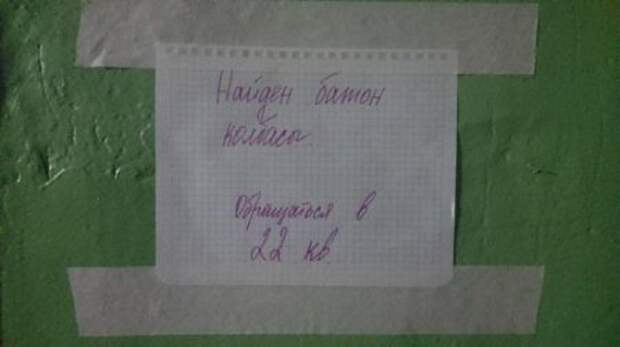 Найден батон
колбасы.
Обращаться в
22 кв.